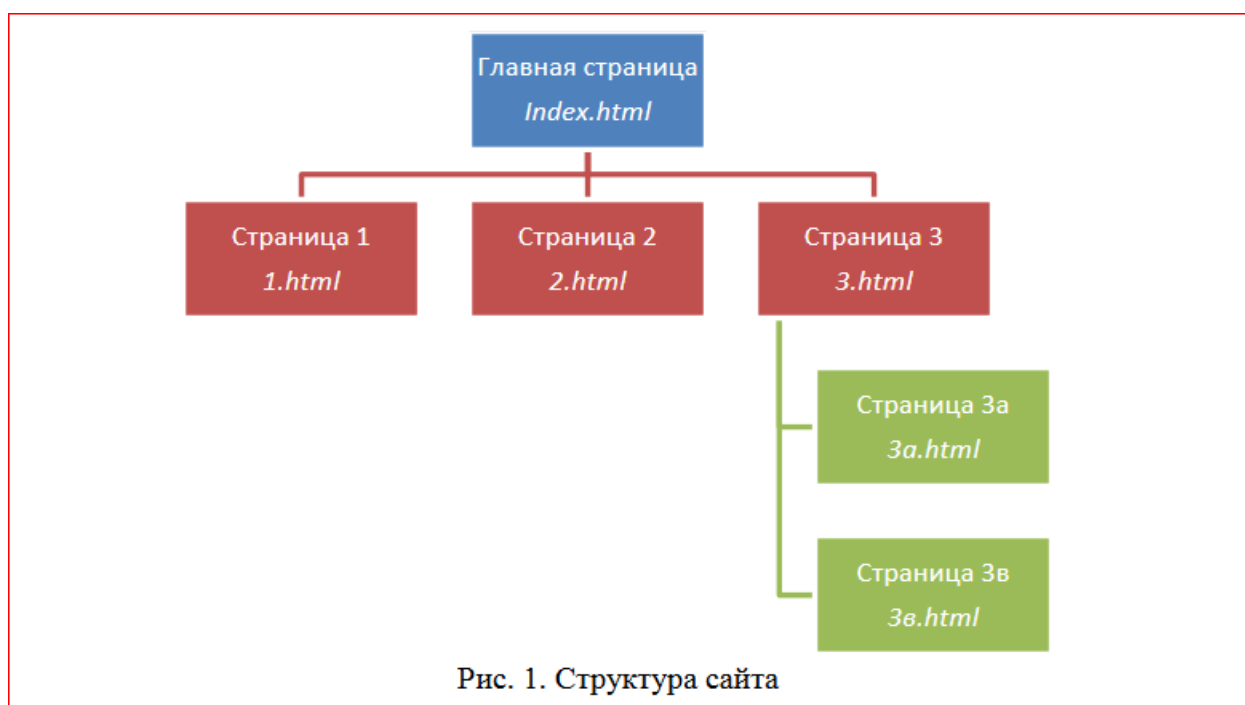 Главная страница
Index.html
Страница 1
1.html
Страница 2
2.html
Страница 3
3.html
Страница 3а
3а.html
Страница 3в
3в.html
Рис. 1. Структура сайта